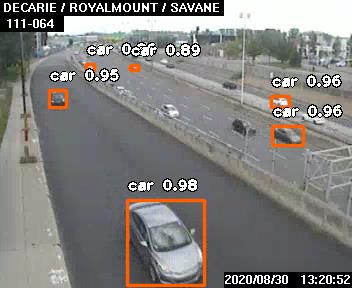 DECARIE / ROYALMOUNT / SAVANE
111-064
car 0.89
car 0.95
car 0.96
car 0.96
car 0.98
2020/08/30 13:20:52